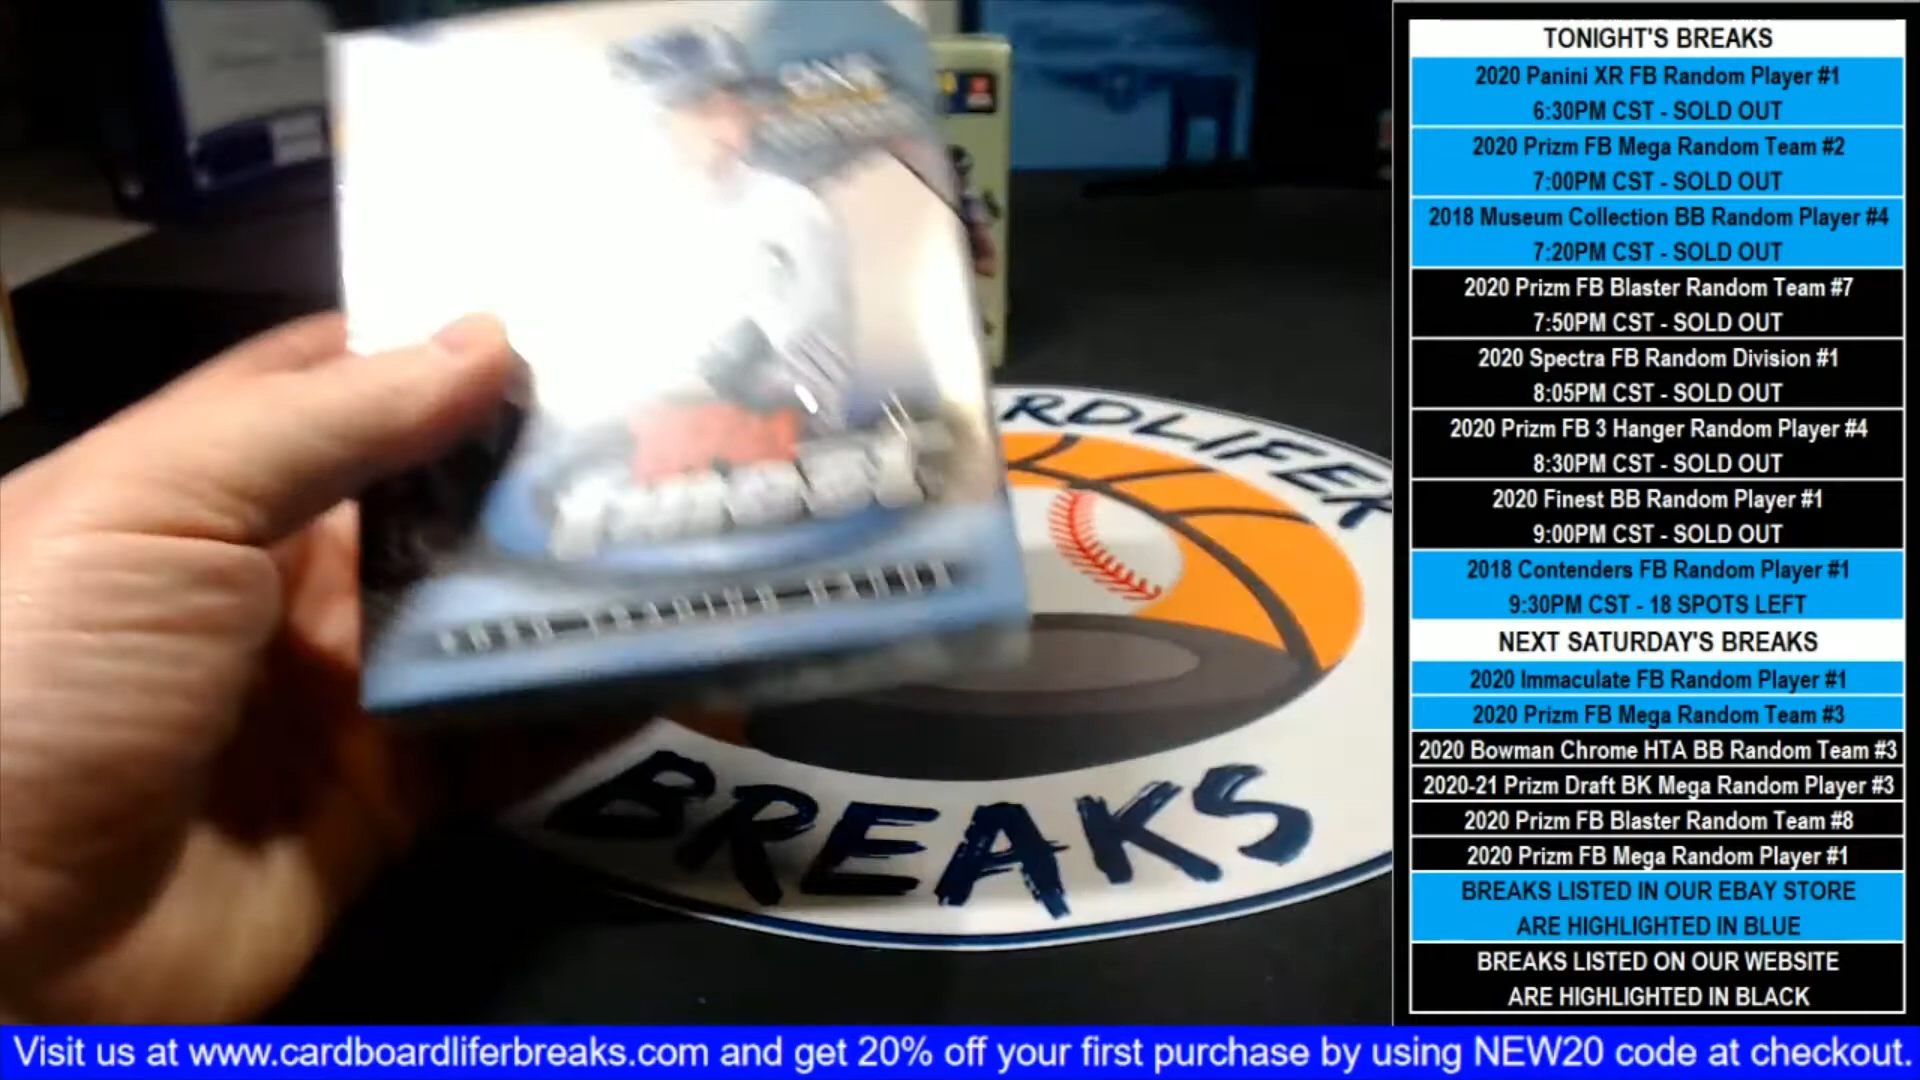 FINEST
2020 TRADING CARDS
RDLIFER
BREAKS
TONIGHT'S BREAKS
2020 Panini XR FB Random Player #1
6:30PM CST - SOLD OUT
2020 Prizm FB Mega Random Team #2
7:00PM CST - SOLD OUT
2018 Museum Collection BB Random Player #4
7:20PM CST - SOLD OUT
2020 Prizm FB Blaster Random Team #7
7:50PM CST - SOLD OUT
2020 Spectra FB Random Division #1
8:05PM CST - SOLD OUT
2020 Prizm FB 3 Hanger Random Player #4
8:30PM CST - SOLD OUT
2020 Finest BB Random Player #1
9:00PM CST - SOLD OUT
2018 Contenders FB Random Player #1
9:30PM CST - 18 SPOTS LEFT
NEXT SATURDAY'S BREAKS
2020 Immaculate FB Random Player #1
2020 Prizm FB Mega Random Team #3
2020 Bowman Chrome HTA BB Random Team #3
2020-21 Prizm Draft BK Mega Random Player #3
2020 Prizm FB Blaster Random Team #8
2020 Prizm FB Mega Random Player #1
BREAKS LISTED IN OUR EBAY STORE
ARE HIGHLIGHTED IN BLUE
BREAKS LISTED ON OUR WEBSITE
ARE HIGHLIGHTED IN BLACK
Visit us at www.cardboardliferbreaks.com and get 20% off your first purchase by using NEW20 code at checkout.